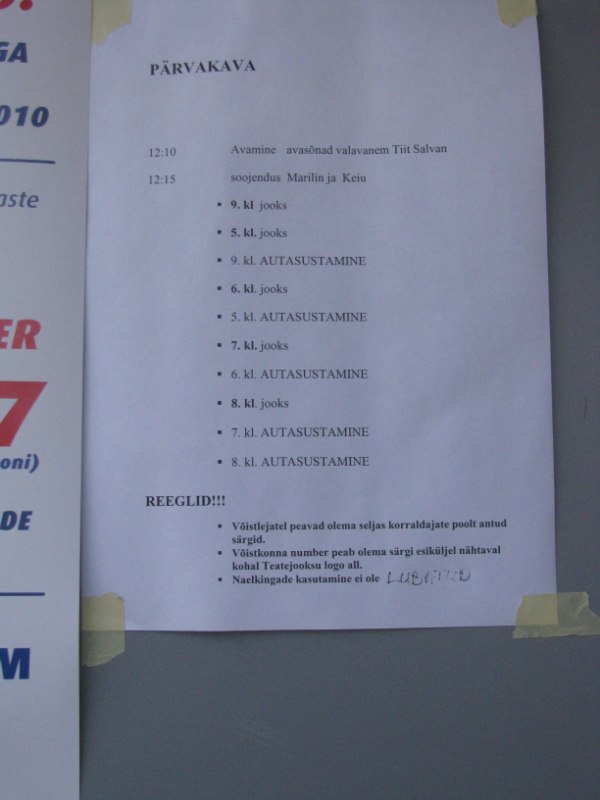 GA
010
aste
ER
7
oni)
DE
M
PÄRVAKAVA
12:10 Avamine avasõnad valavanem Tiit Salvan
12:15 soojendus Marilin ja Keiu
▪ 9. kl jooks
▪ 5. kl. jooks
▪ 9. kl. AUTASUSTAMINE
▪ 6. kl. jooks
▪ 5. kl. AUTASUSTAMINE
▪ 7. kl. jooks
▪ 6. kl. AUTASUSTAMINE
▪ 8. kl. jooks
▪ 7. kl. AUTASUSTAMINE
▪ 8. kl. AUTASUSTAMINE
REEGLID!!!
▪ Võistlejatel peavad olema seljas korraldajate poolt antud
särgid.
▪ Võistkonna number peab olema särgi esiküljel nähtaval
kohal Teatejooksu logo all.
▪ Naelkingade kasutamine ei ole LUBATUD